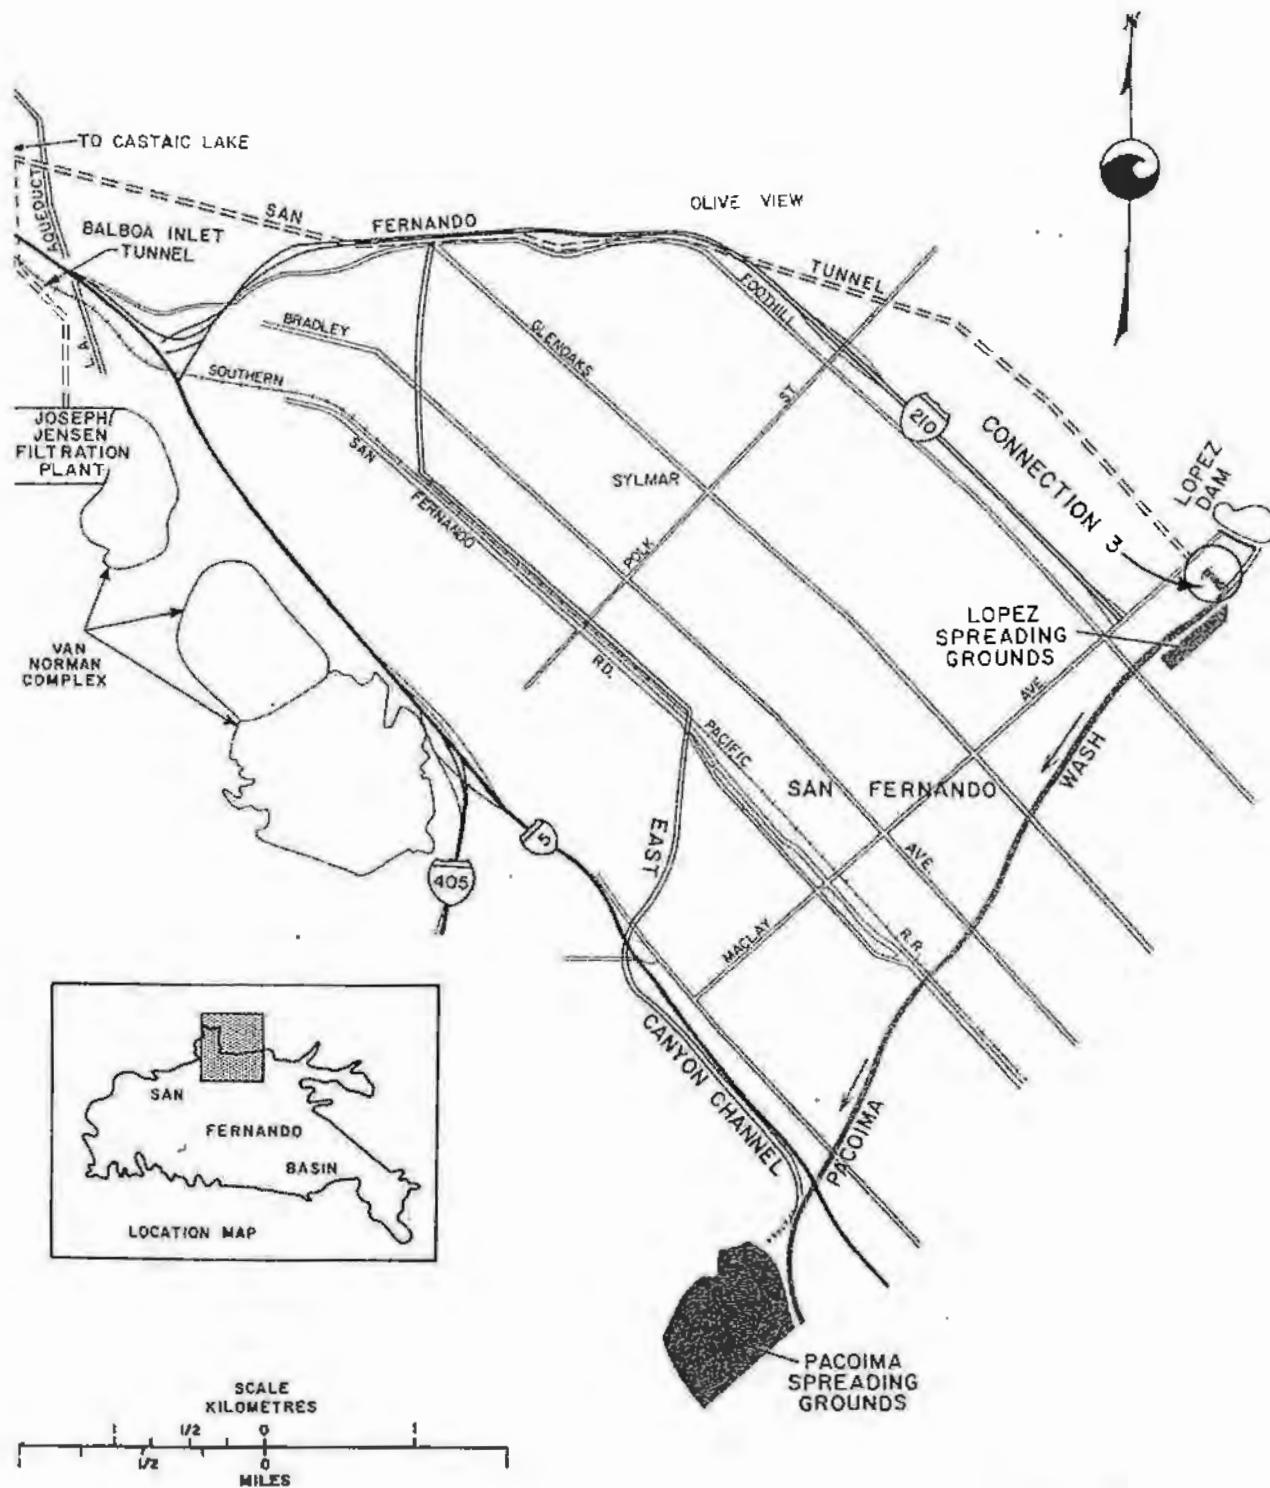 N
TO CASTAIC LAKE
AQUEDUCT
L.A.
BALBOA INLET
TUNNEL
SAN
FERNANDO
TUNNEL
OLIVE VIEW
FOOTHILL
BRADLEY
GLENOAKS
SOUTHERN
ST.
210
CONNECTION 3
LOPEZ
DAM
JOSEPH
JENSEN
FILTRATION
PLANT
SAN
FERNANDO
RD.
SYLMAR
POLK
LOPEZ
SPREADING
GROUNDS
VAN
NORMAN
COMPLEX
AVE.
PACIFIC
WASH
SAN FERNANDO
EAST
5
405
AVE.
MACLAY
R.R.
CANYON CHANNEL
PACOIMA
SAN
FERNANDO
BASIN
LOCATION MAP
PACOIMA
SPREADING
GROUNDS
SCALE
KILOMETRES
1 1/2 0 1
1/2 0
MILES